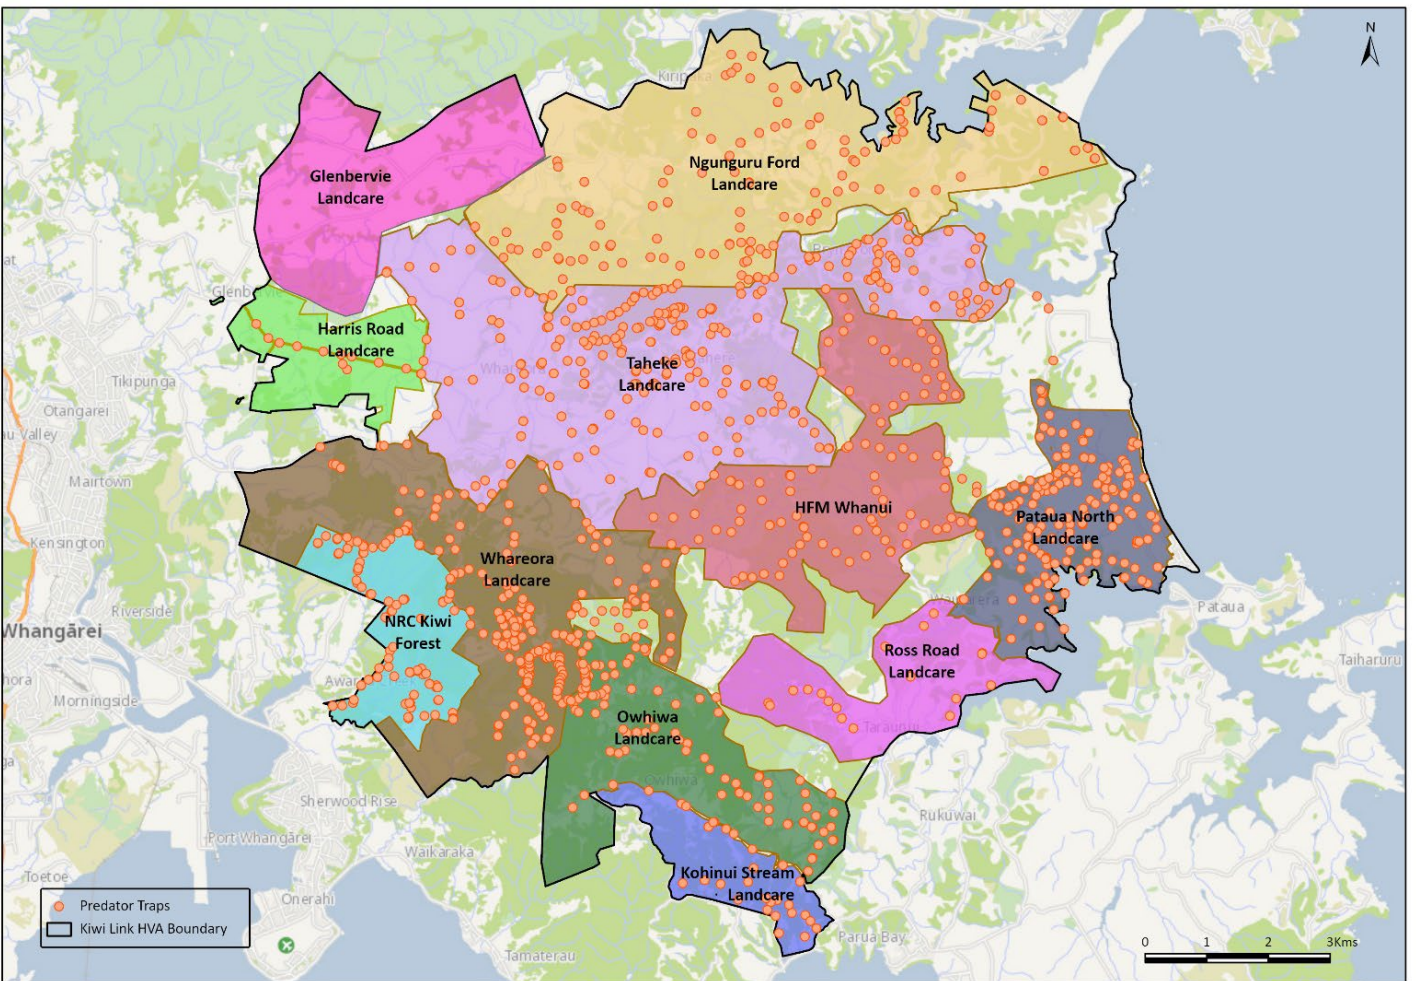 N
Glenbervie
Landcare
Ngunguru Ford
Landcare
Harris Road
Landcare
Taheke
Landcare
Tikipunga
Otangarei
Mairtown
Kensington
HFM Whanui
Pataua North
Landcare
Whareora
Landcare
Riverside
Whangārei
NRC Kiwi
Forest
Pataua
Ross Road
Landcare
Taiharuru
Morningside
Owhiwa
Landcare
Owhiwa
Sherwood Rise
Port Whangārei
Waikaraka
Rukuwai
Toetoe
Kohinui Stream
Landcare
Onerahi
Parua Bay
Tamaterau
Predator Traps
Kiwi Link HVA Boundary
0 1 2 3Kms